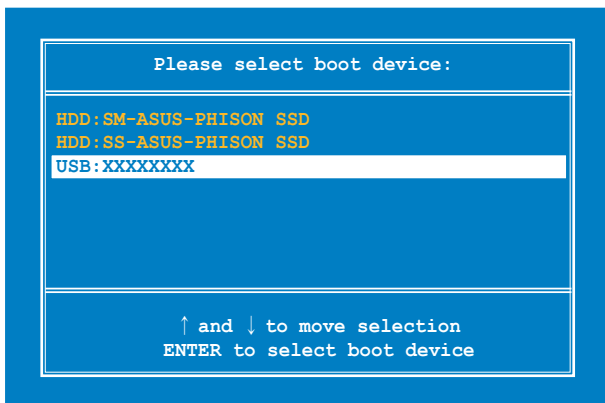 Please select boot device:
HDD:SM-ASUS-PHISON SSD
HDD:SS-ASUS-PHISON SSD
USB:XXXXXXXX
↑ and ↓ to move selection
ENTER to select boot device